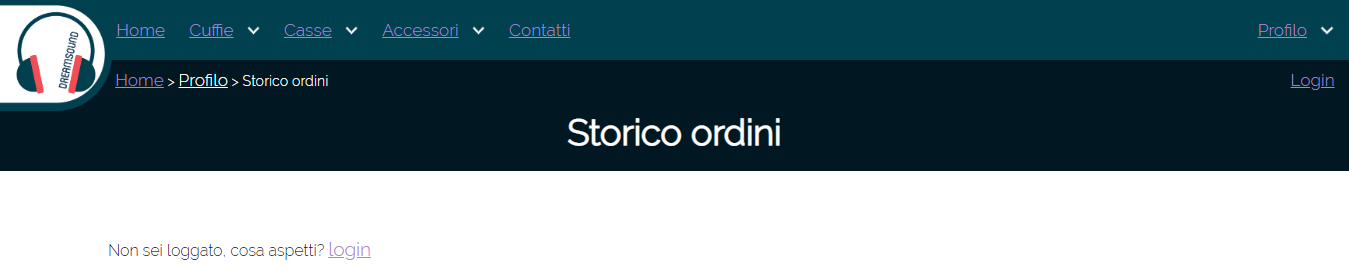 DREAMSOUND
Home Cuffie Casse Accessori Contatti Profilo
Home > Profilo > Storico ordini Login
Storico ordini
Non sei loggato, cosa aspetti? login